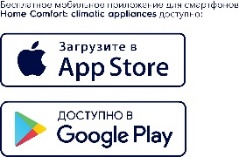 Бесплатное мобильное приложение для смартфонов
Home Comfort: climatic appliances доступно:
Загрузите в
App Store
ДОСТУПНО В
Google Play